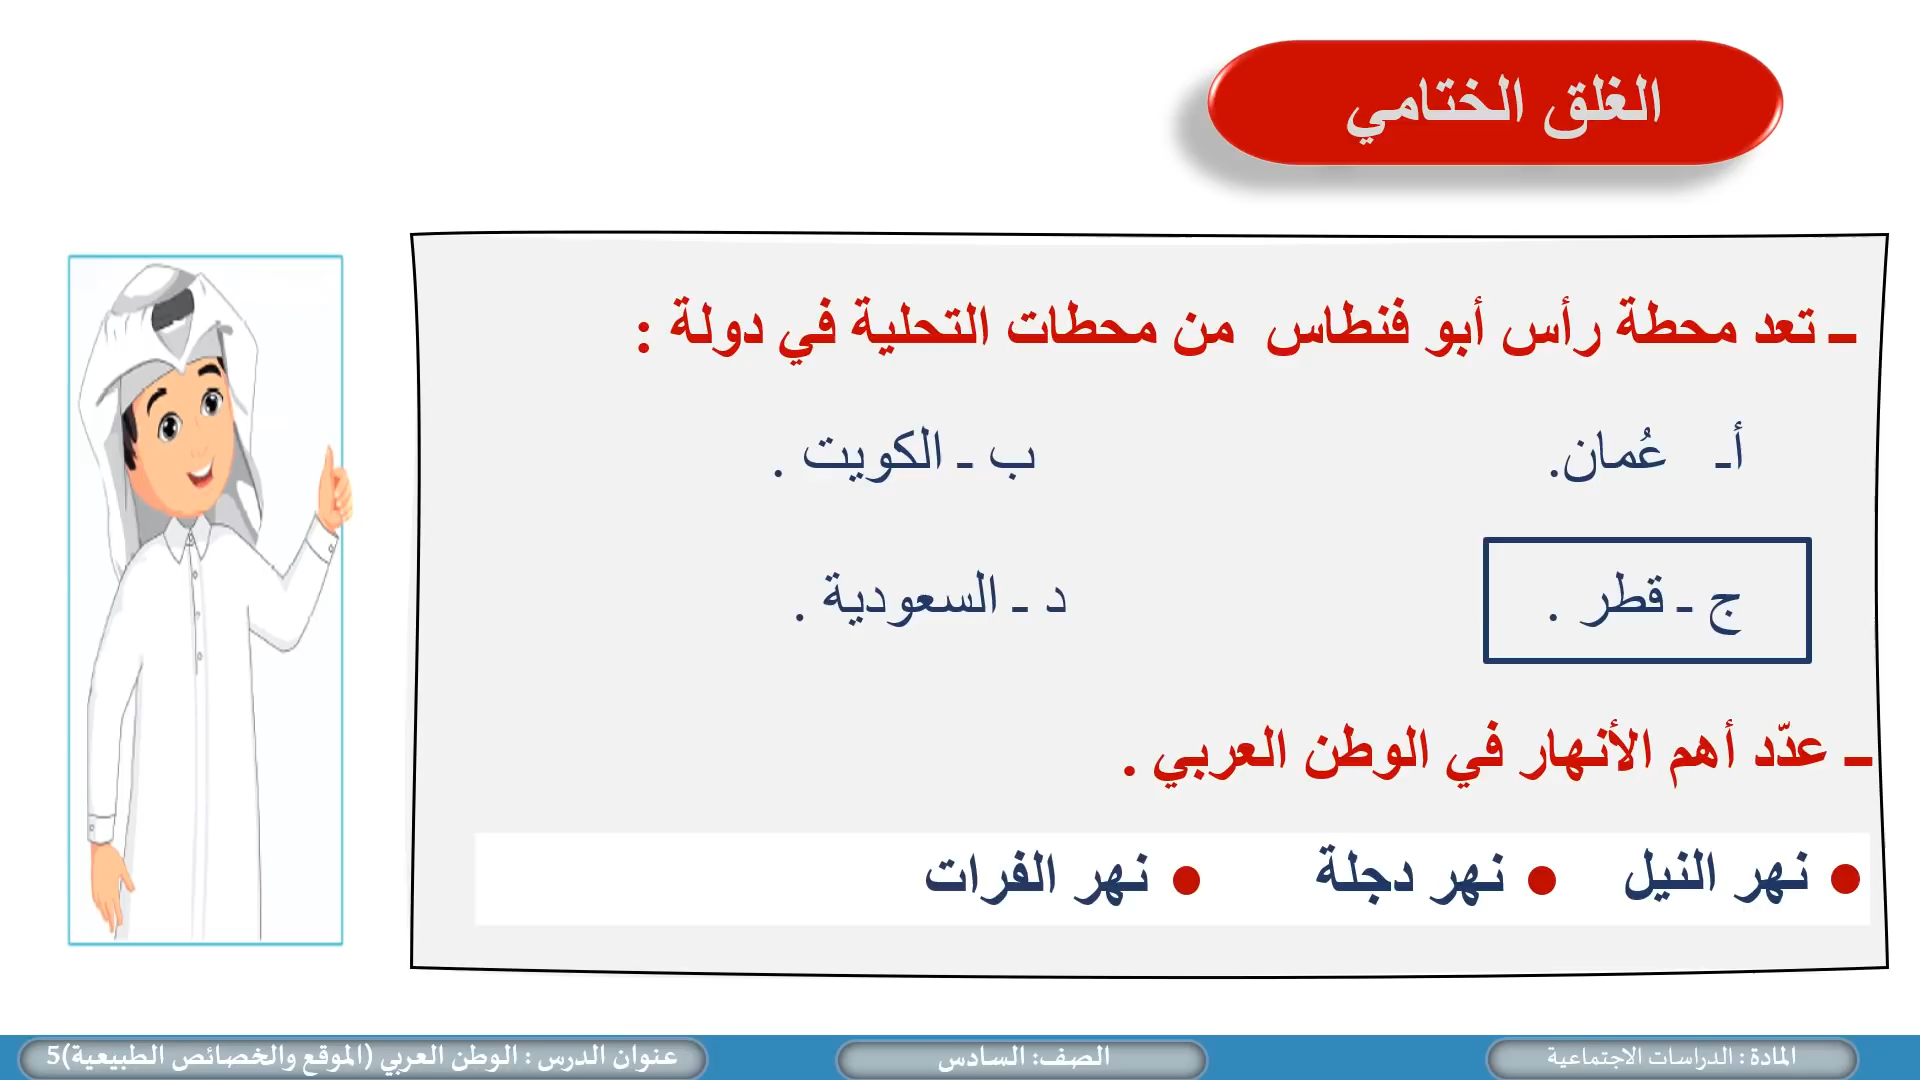 الغلق الختامي
ـ تعد محطة رأس أبو فنطاس من محطات التحلية في دولة :
أـ عُمان. ب ـ الكويت .
ج ـ قطر . د ـ السعودية .
ـ عدّد أهم الأنهار في الوطن العربي .
• نهر النيل • نهر دجلة • نهر الفرات
المادة : الدراسات الاجتماعية الصف: السادس عنوان الدرس : الوطن العربي (الموقع والخصائص الطبيعية)5